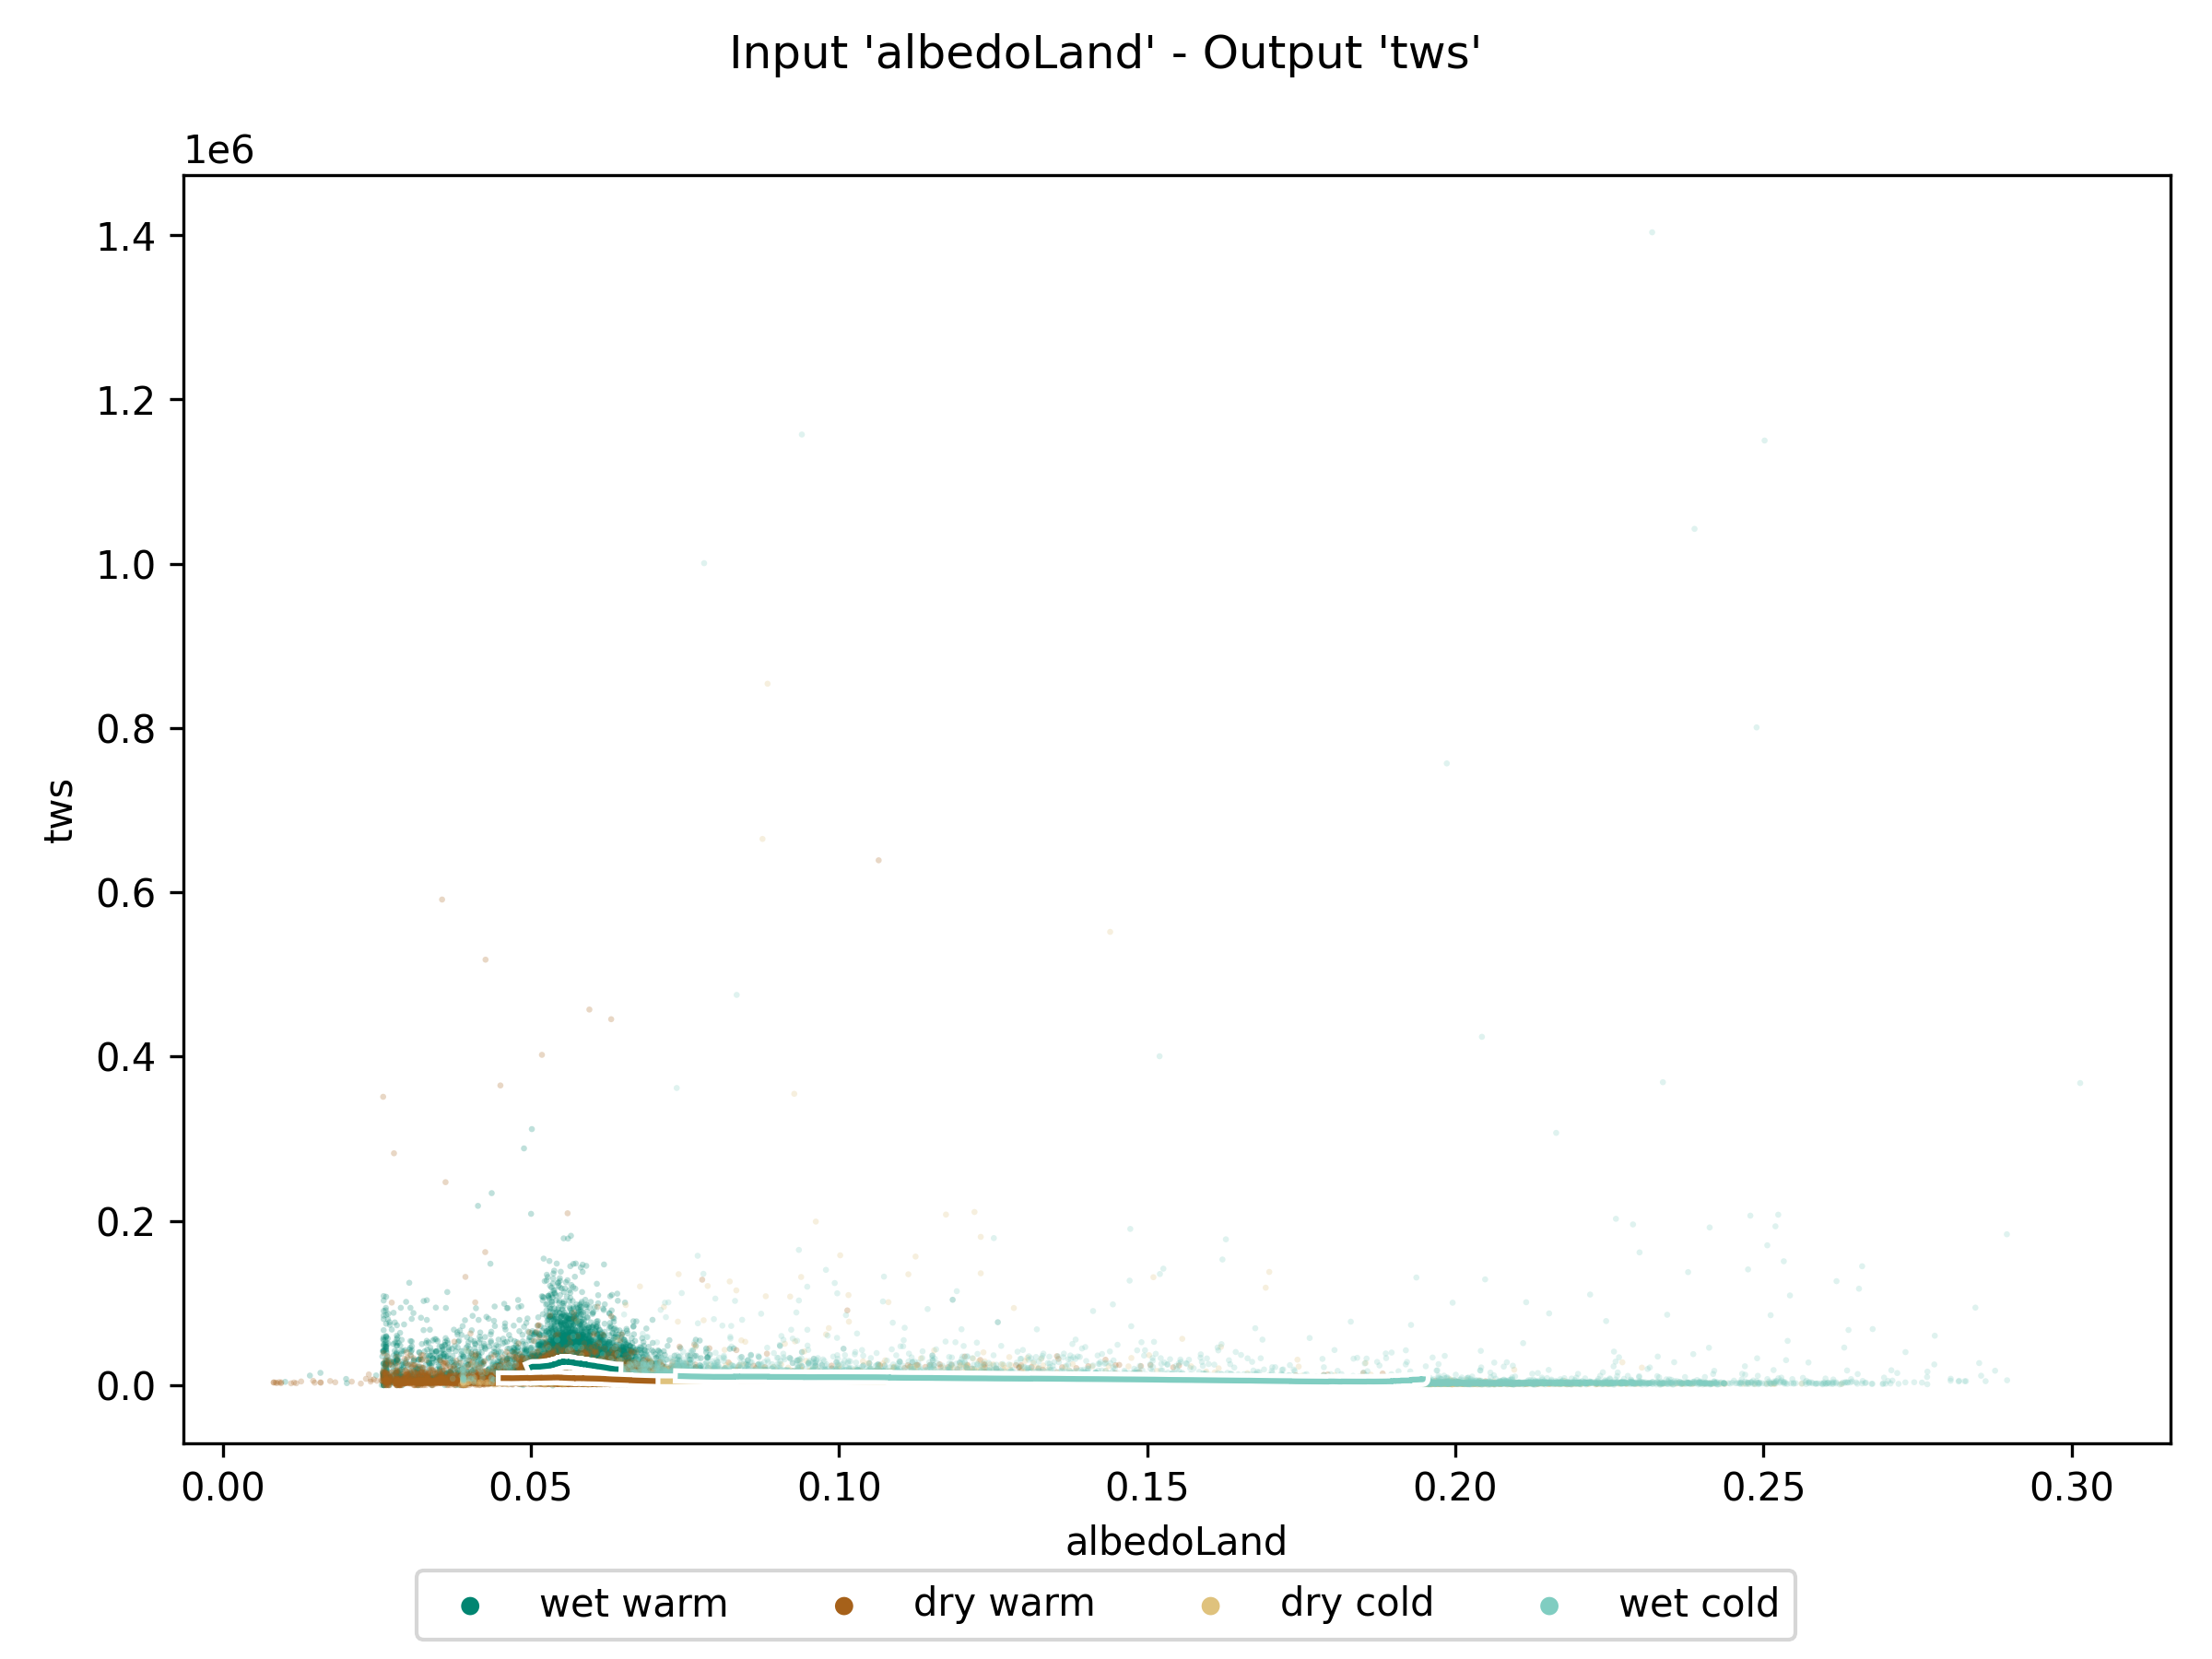 Input 'albedoLand' - Output 'tws'
1e6
1.4
1.2
1.0
0.8
0.6
0.4
0.2
0.0
tws
0.00 0.05 0.10 0.15 0.20 0.25 0.30
albedoLand
wet warm dry warm dry cold wet cold